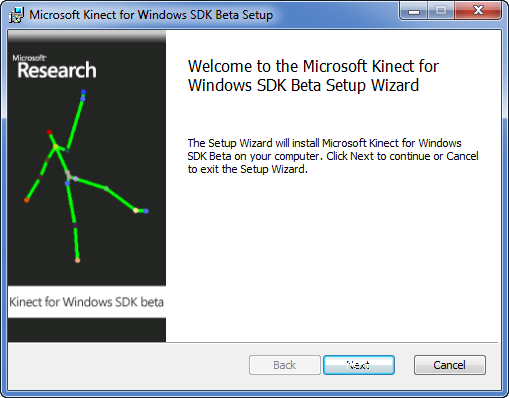 Microsoft Kinect for Windows SDK Beta Setup
Microsoft®
Research
Welcome to the Microsoft Kinect for
Windows SDK Beta Setup Wizard
The Setup Wizard will install Microsoft Kinect for Windows
SDK Beta on your computer. Click Next to continue or Cancel
to exit the Setup Wizard.
Kinect for Windows SDK beta
Back
Next
Cancel